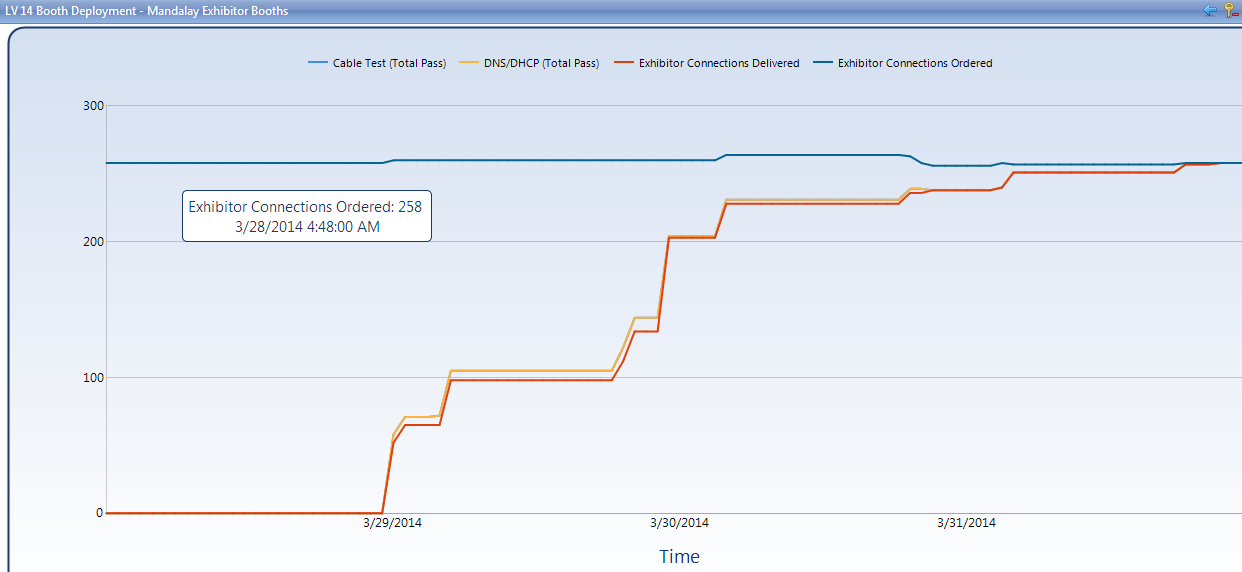 LV 14 Booth Deployment - Mandalay Exhibitor Booths
Cable Test (Total Pass) DNS/DHCP (Total Pass) Exhibitor Connections Delivered Exhibitor Connections Ordered
300
Exhibitor Connections Ordered: 258
3/28/2014 4:48:00 AM
200
100
0
3/29/2014 3/30/2014 3/31/2014
Time